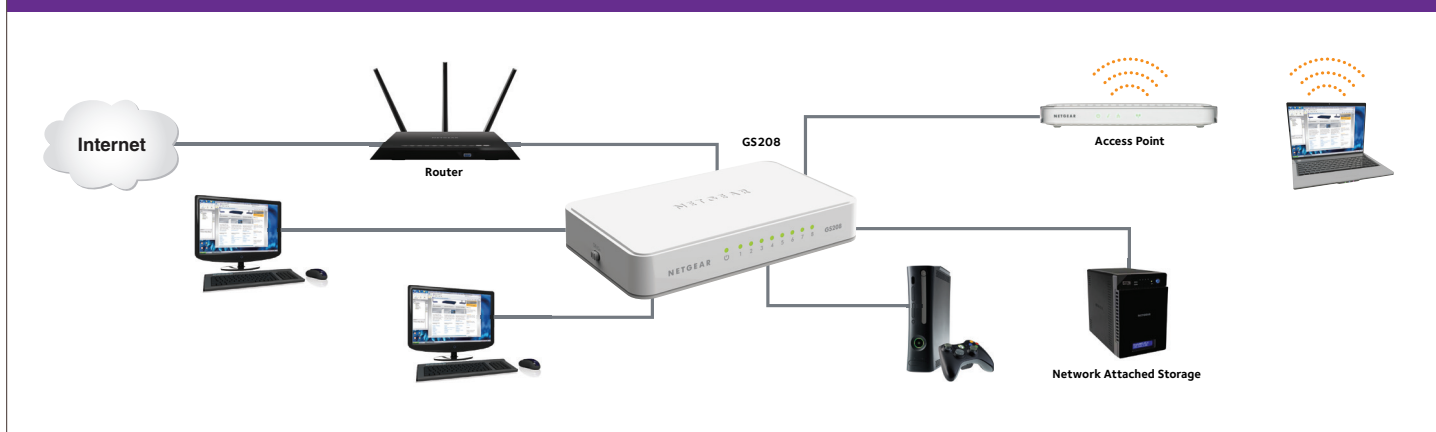 Internet
Router
GS208
Access Point
NETGEAR
NETGEAR
NETGEAR
1 2 3 4 5 6 7 8
GS208
Network Attached Storage